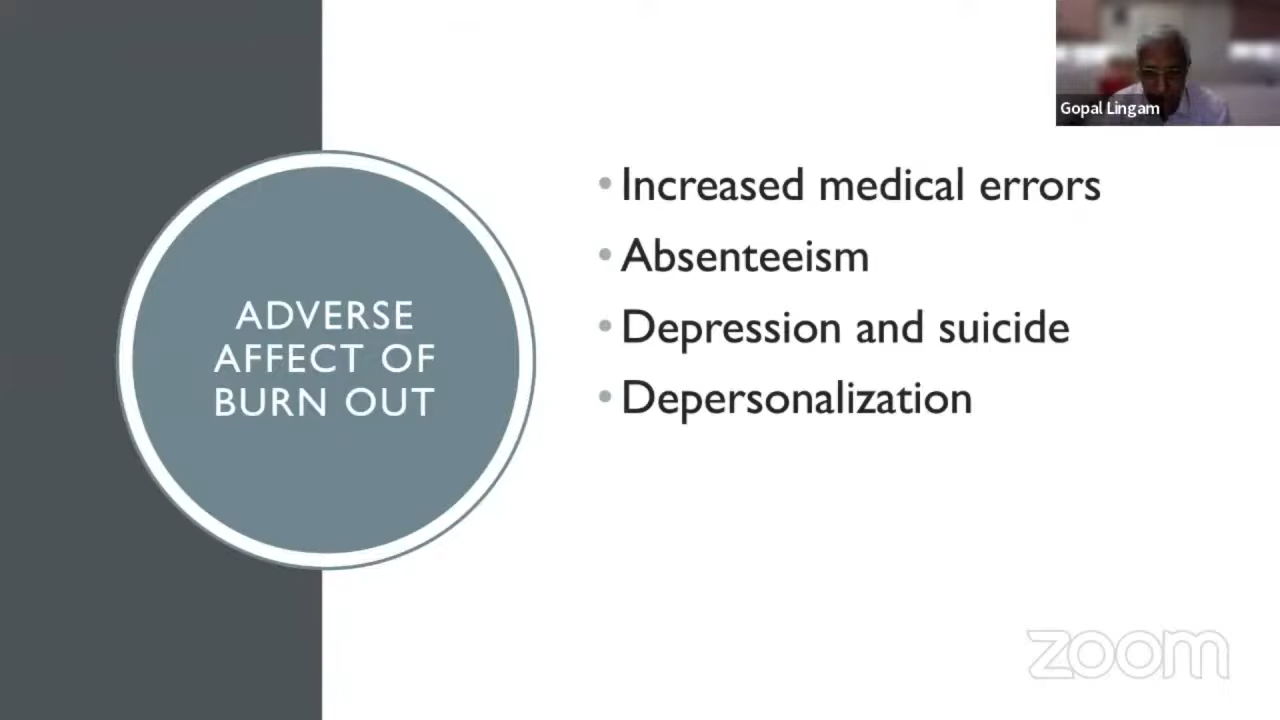 Gopal Lingam
ADVERSE
AFFECT OF
BURN OUT
• Increased medical errors
• Absenteeism
• Depression and suicide
• Depersonalization
zoom